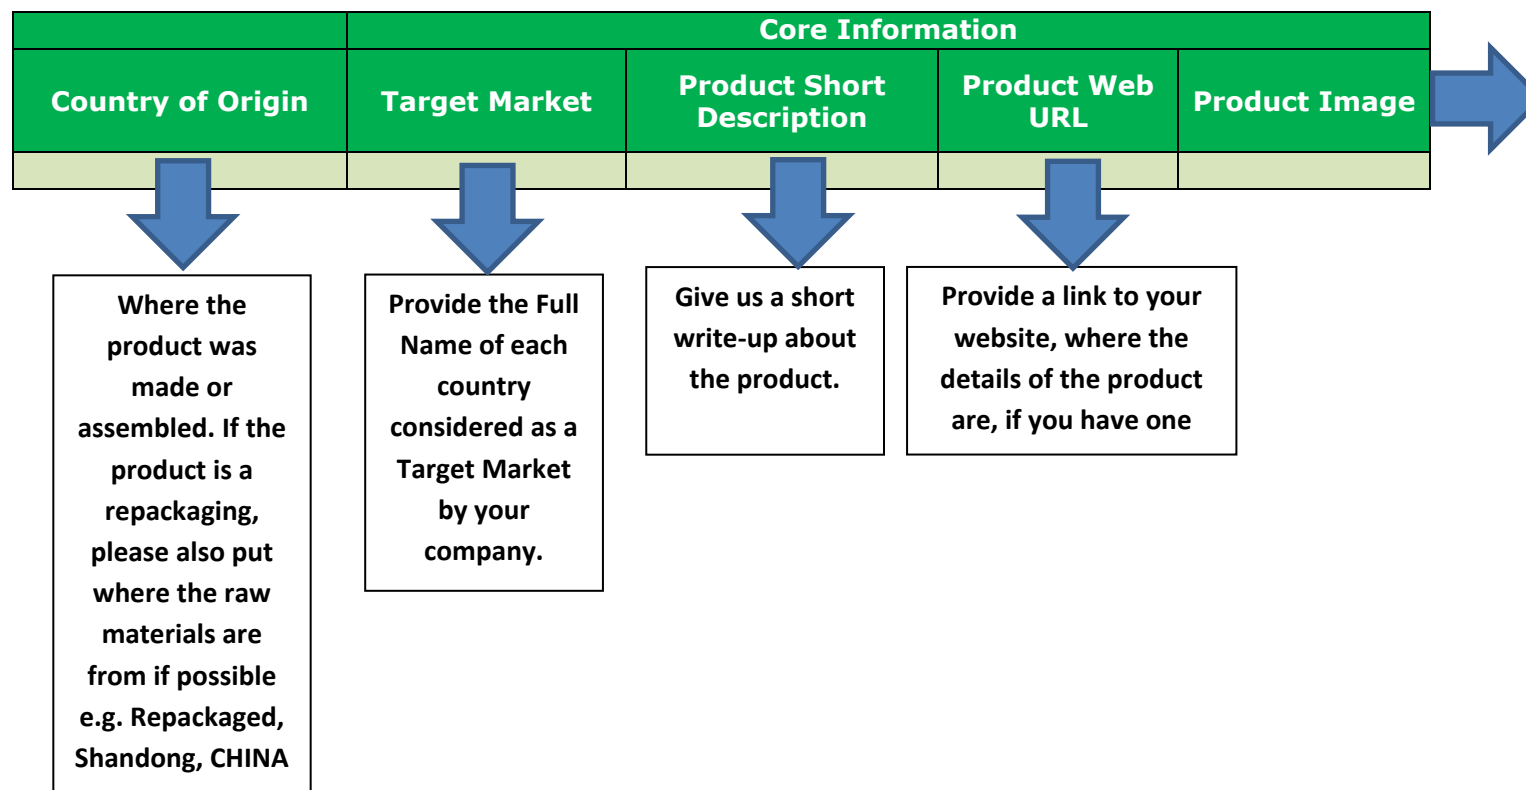 Core Information
Country of Origin
Target Market
Product Short
Description
Product Web
URL
Product Image
Where the
product was
made or
assembled. If the
product is a
repackaging,
please also put
where the raw
materials are
from if possible
e.g. Repackaged,
Shandong, CHINA
Provide the Full
Name of each
country
considered as a
Target Market
by your
company.
Give us a short
write-up about
the product.
Provide a link to your
website, where the
details of the product
are, if you have one